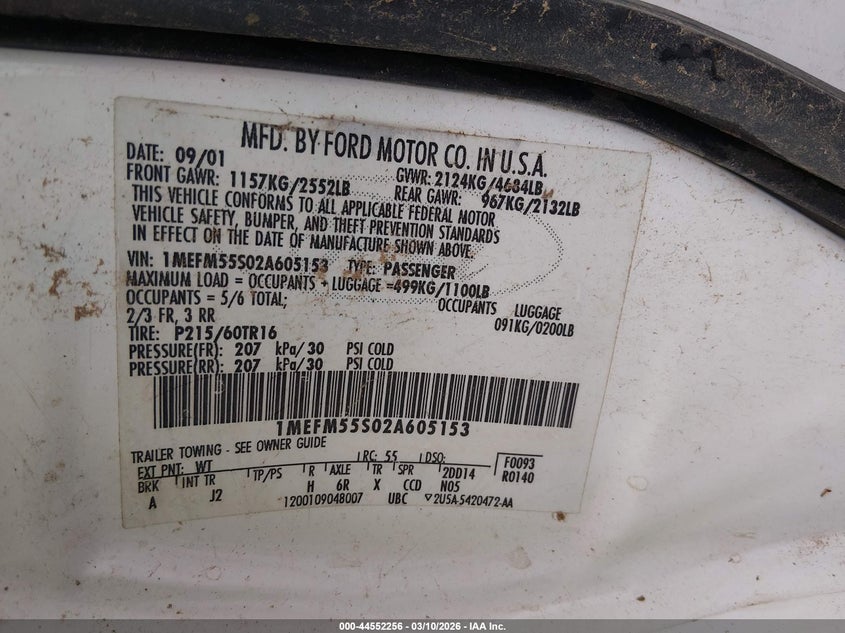 MFD. BY FORD MOTOR CO. IN U.S.A.
DATE: 09/01
GVWR: 2124KG/4684LB
FRONT GAWR: 1157KG/2552LB
REAR GAWR: 967KG/2132LB
THIS VEHICLE CONFORMS TO ALL APPLICABLE FEDERAL MOTOR
VEHICLE SAFETY, BUMPER, AND THEFT PREVENTION STANDARDS
IN EFFECT ON THE DATE OF MANUFACTURE SHOWN ABOVE.
VIN: 1MEFM55S02A605153 TYPE: PASSENGER
MAXIMUM LOAD = OCCUPANTS + LUGGAGE =499KG/1100LB
OCCUPANTS = 5/6 TOTAL; OCCUPANTS LUGGAGE
2/3 FR, 3 RR 091KG/0200LB
TIRE: P215/60TR16
PRESSURE(FR): 207 kPa/30 PSI COLD
PRESSURE(RR): 207 kPa/30 PSI COLD
1MEFM55S02A605153
TRAILER TOWING - SEE OWNER GUIDE
EXT PNT: WT RC: 55 DSO: F0093
BRK INT TR TP/PS R AXLE TR SPR 2DD14 R0140
A J2 H 6R X CCD N05
1200109048007 UBC 2U5A-5420472-AA
000-44552256 - 03/10/2026 - IAA Inc.